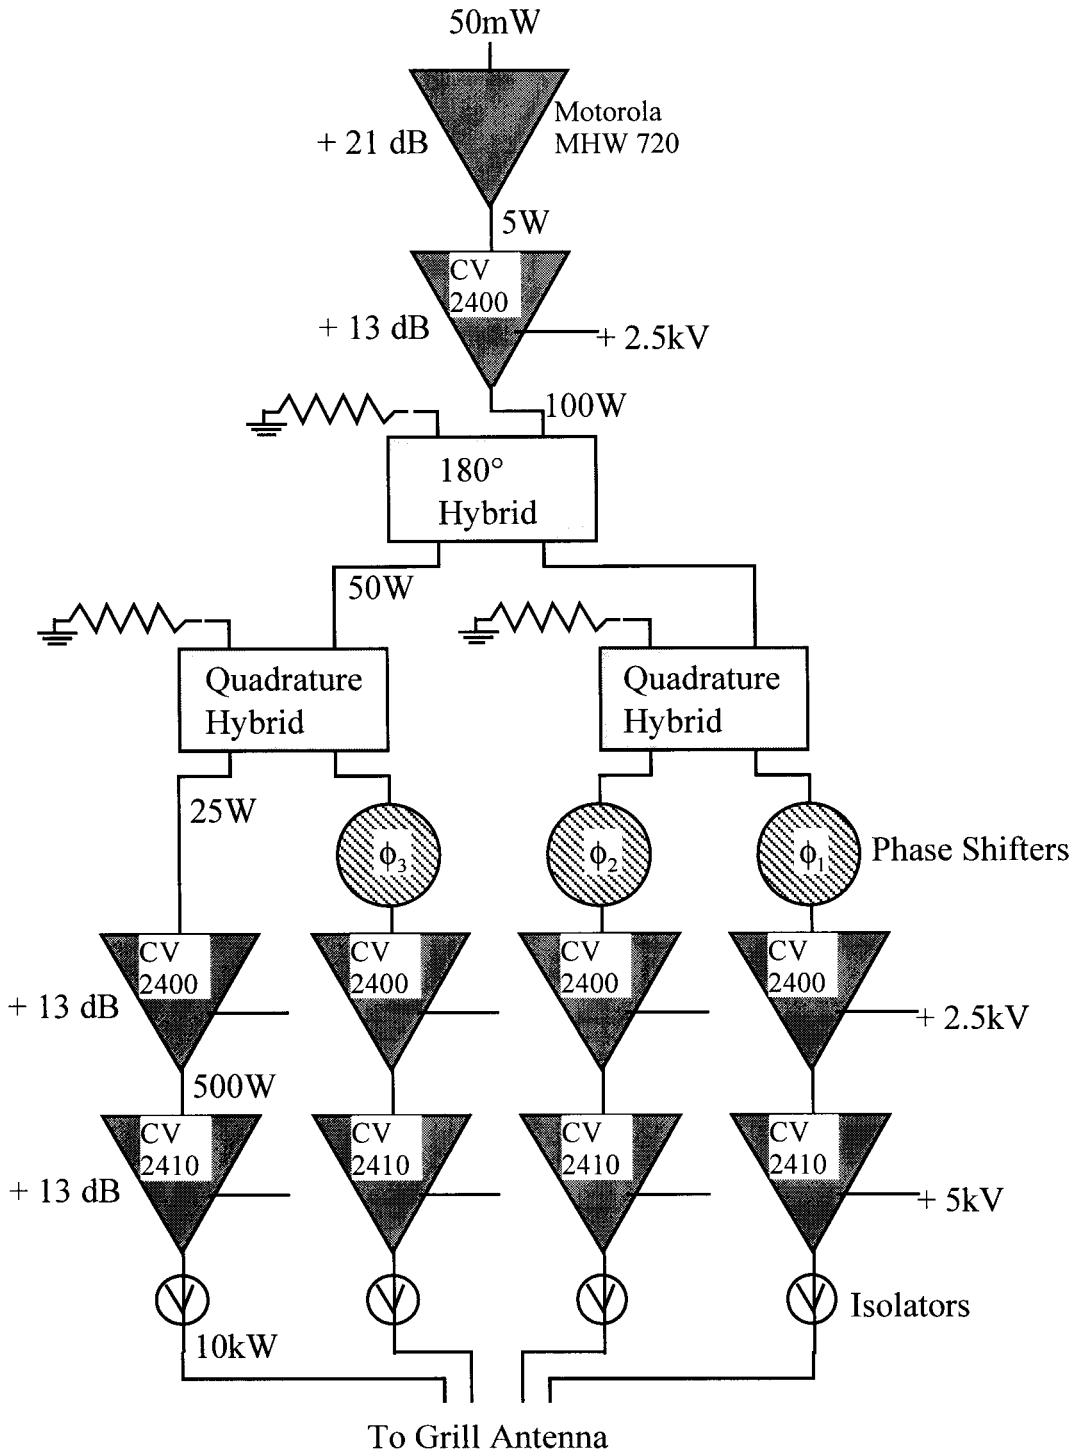 50mW
Motorola
MHW 720
+ 21 dB
5W
CV
2400
+ 13 dB
+ 2.5kV
100W
180°
Hybrid
50W
Quadrature
Hybrid
Quadrature
Hybrid
25W
ϕ3
ϕ2
ϕ1
Phase Shifters
CV
2400
CV
2400
CV
2400
CV
2400
+ 13 dB
+ 2.5kV
500W
CV
2410
CV
2410
CV
2410
CV
2410
+ 13 dB
+ 5kV
Isolators
10kW
To Grill Antenna